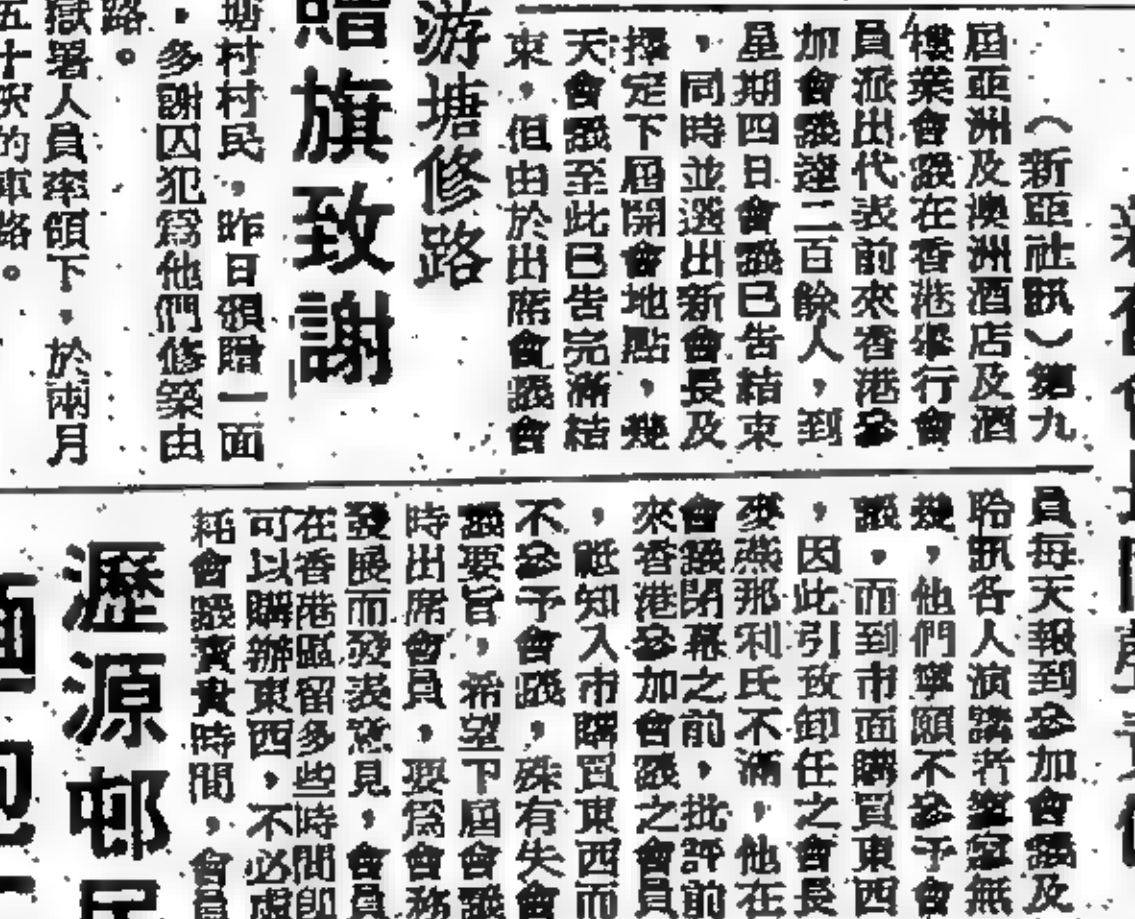 （新亞社訊）第九
屆亞洲及澳洲酒店及酒
樓業會議在香港舉行會
員派出代表前來香港參
加會議達二百餘人，到
星期四日會議已告結束
，同時並選出新會長及
擇定下屆開會地點，幾
天會議至此已告完滿結
束，但由於出席會議會
員每天報到參加會議及
聆訊各人演講者寥寥無
幾，他們寧願不參予會
議，而到市面購買東西
，因此引致卸任之會長
麥燕那利氏不滿，他在
會議閉幕之前，批評前
來香港參加會議之會員
，祗知入市購買東西而
不參予會議，殊有失會
議要旨，希望下屆會議
時出席會員，要為會務
發展而發表意見，會員
在香港區留多些時間即
可以購辦東西，不必虛
耗會議寶貴時間，會員
游塘修路
贈旗致謝
塘村村民，昨日頒贈一面
，多謝囚犯為他們修築由
路。
獄署人員率領下，於兩月
五十呎的車路。
瀝源邨居